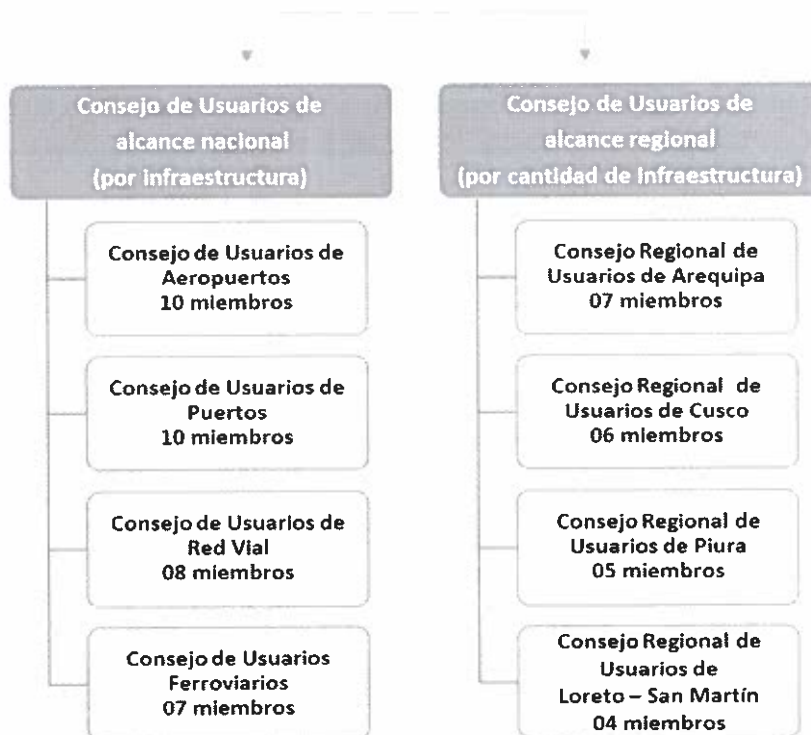 Consejo de Usuarios de
alcance nacional
(por infraestructura)
Consejo de Usuarios de
Aeropuertos
10 miembros
Consejo de Usuarios de
Puertos
10 miembros
Consejo de Usuarios de
Red Vial
08 miembros
Consejo de Usuarios
Ferroviarios
07 miembros
Consejo de Usuarios de
alcance regional
(por cantidad de infraestructura)
Consejo Regional de
Usuarios de Arequipa
07 miembros
Consejo Regional de
Usuarios de Cusco
06 miembros
Consejo Regional de
Usuarios de Piura
05 miembros
Consejo Regional de
Usuarios de
Loreto – San Martín
04 miembros